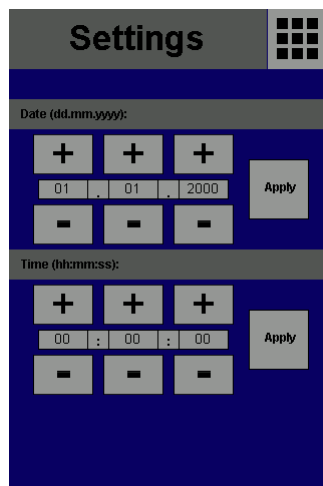 Settings
Date (dd.mm.yyyy):
+ + +
01 . 01 . 2000 Apply
- - -
Time (hh:mm:ss):
+ + +
00 : 00 : 00 Apply
- - -